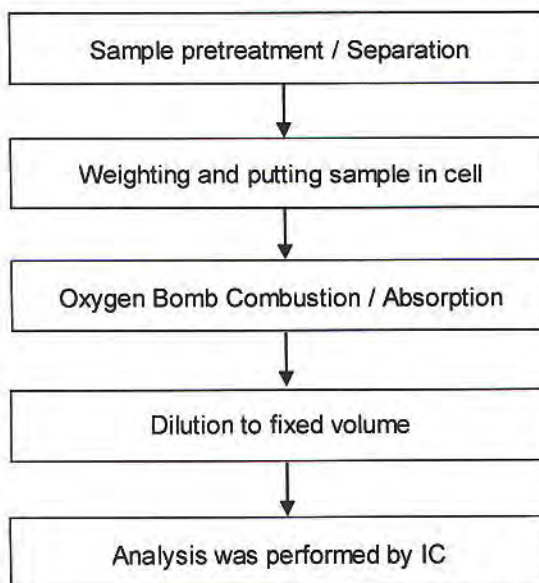 Sample pretreatment / Separation
Weighting and putting sample in cell
Oxygen Bomb Combustion / Absorption
Dilution to fixed volume
Analysis was performed by IC